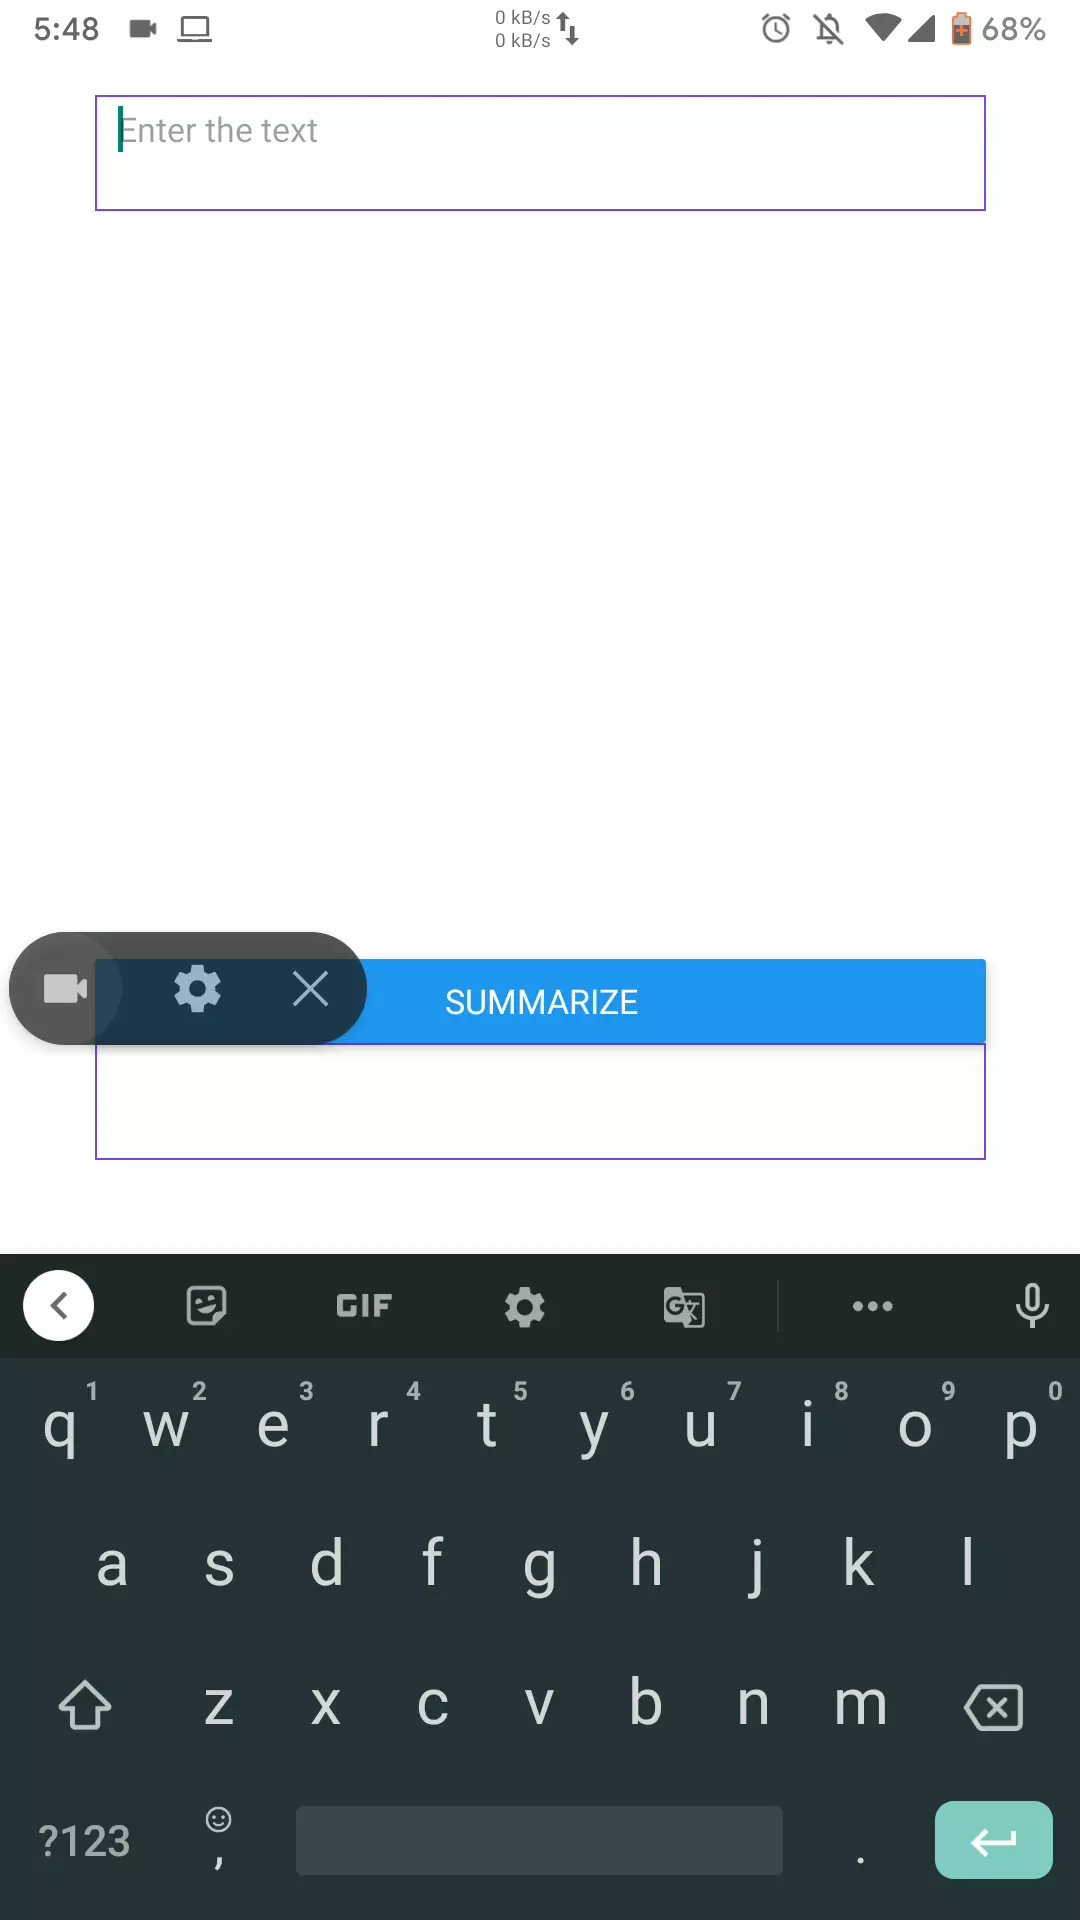 5:48 0 kB/s 68%
0 kB/s
Enter the text
SUMMARIZE
GIF
1 2 3 4 5 6 7 8 9 0
q w e r t y u i o p
a s d f g h j k l
z x c v b n m
?123 , .